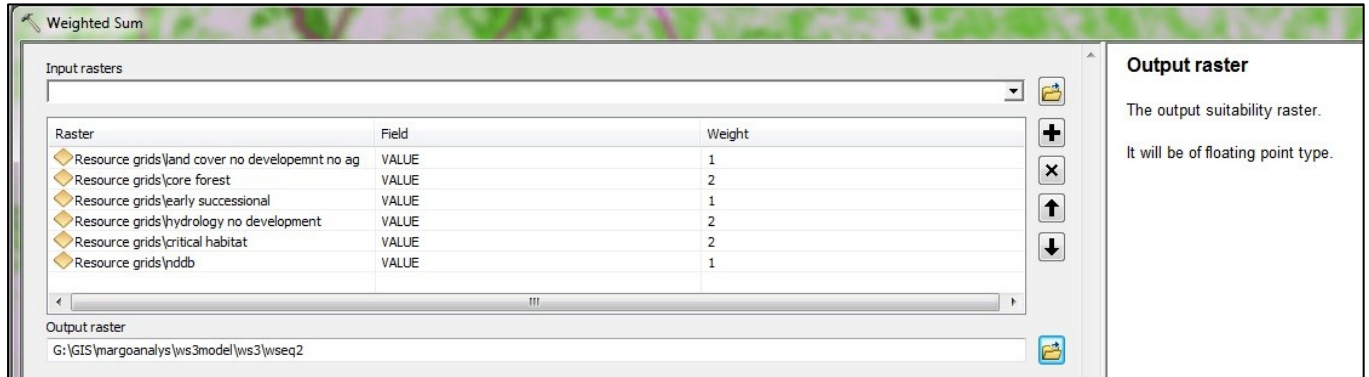 Weighted Sum
Input rasters
Raster Field Weight
Resource grids\land cover no developemnt no ag VALUE 1
Resource grids\core forest VALUE 2
Resource grids\early successional VALUE 1
Resource grids\hydrology no development VALUE 2
Resource grids\critical habitat VALUE 2
Resource grids\nddb VALUE 1
Output raster
G:\GIS\margoanalys\ws3model\ws3\wseq2
Output raster
The output suitability raster.
It will be of floating point type.